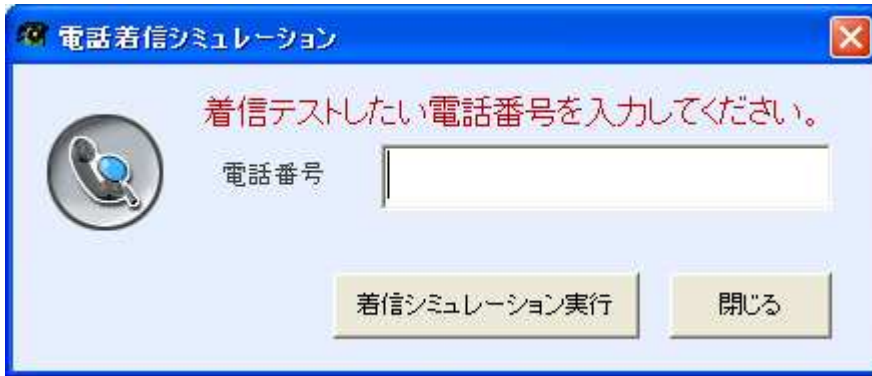 電話着信シミュレーション
着信テストしたい電話番号を入力してください。
電話番号
着信シミュレーション実行
閉じる